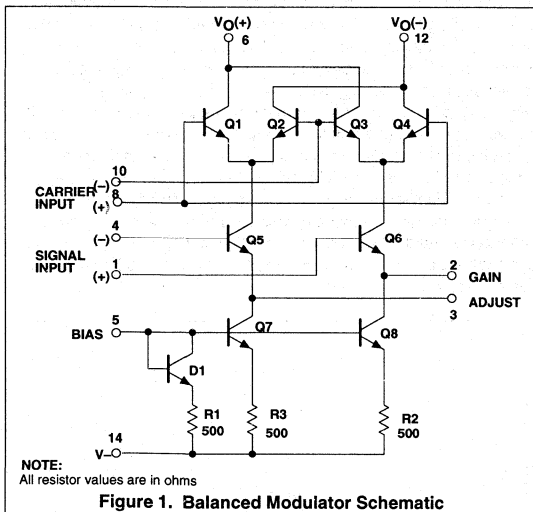 VO(+)
6
VO(-)
12
Q1
Q2
Q3
Q4
10
CARRIER (-)
8
INPUT (+)
4
SIGNAL (-)
Q5
Q6
INPUT
1
(+)
2
GAIN
ADJUST
3
5
BIAS
Q7
Q8
D1
R1
500
R3
500
R2
500
14
V-
NOTE:
All resistor values are in ohms
Figure 1. Balanced Modulator Schematic